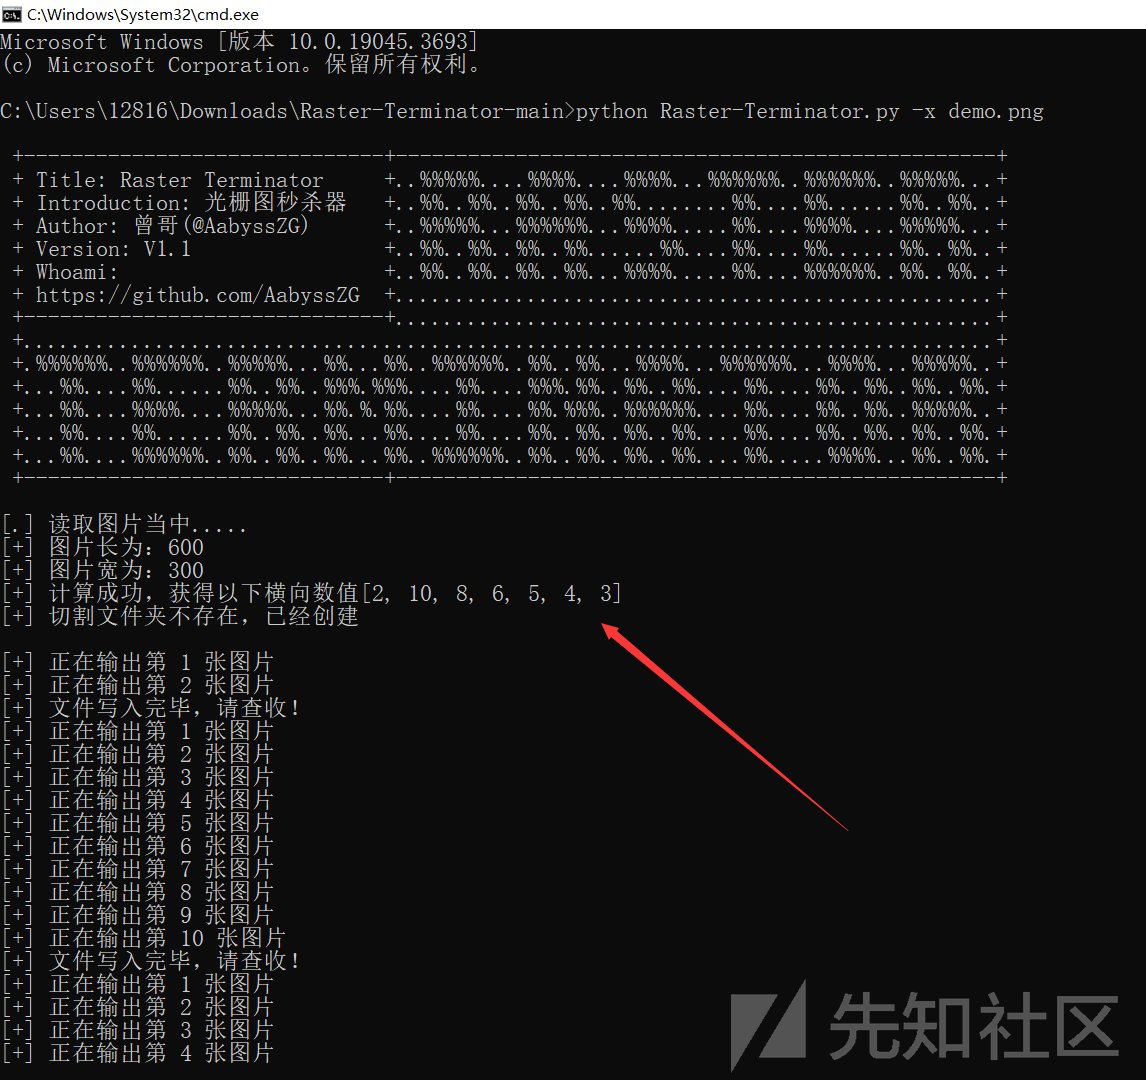 C:\Windows\System32\cmd.exe
Microsoft Windows [版本 10.0.19045.3693]
(c) Microsoft Corporation。保留所有权利。
C:\Users\12816\Downloads\Raster-Terminator-main>python Raster-Terminator.py -x demo.png
+ Title: Raster Terminator
+ Introduction: 光栅图秒杀器
+ Author: 曾哥(@AabyssZG)
+ Version: V1.1
+ Whoami:
+ https://github.com/AabyssZG
RASTER
TERMINATOR
[.] 读取图片当中.....
[+] 图片长为：600
[+] 图片宽为：300
[+] 计算成功，获得以下横向数值[2, 10, 8, 6, 5, 4, 3]
[+] 切割文件夹不存在，已经创建
[+] 正在输出第 1 张图片
[+] 正在输出第 2 张图片
[+] 文件写入完毕，请查收！
[+] 正在输出第 1 张图片
[+] 正在输出第 2 张图片
[+] 正在输出第 3 张图片
[+] 正在输出第 4 张图片
[+] 正在输出第 5 张图片
[+] 正在输出第 6 张图片
[+] 正在输出第 7 张图片
[+] 正在输出第 8 张图片
[+] 正在输出第 9 张图片
[+] 正在输出第 10 张图片
[+] 文件写入完毕，请查收！
[+] 正在输出第 1 张图片
[+] 正在输出第 2 张图片
[+] 正在输出第 3 张图片
[+] 正在输出第 4 张图片
先知社区